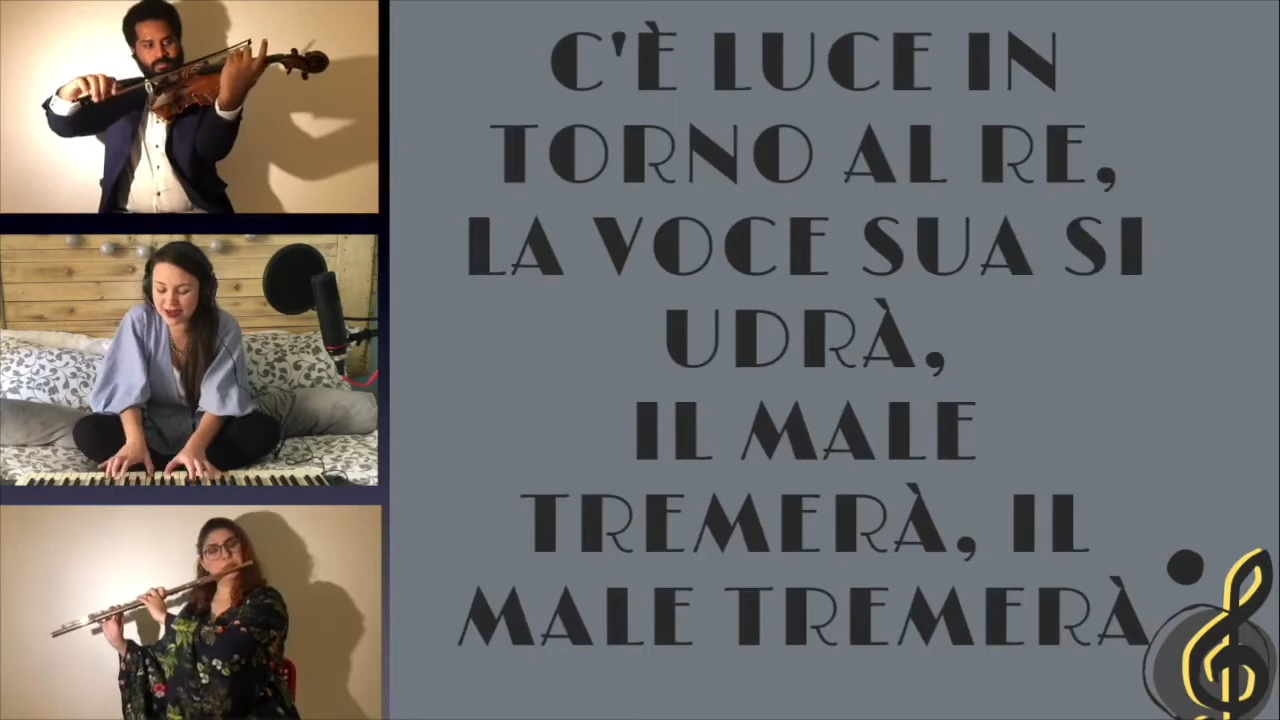 C'È LUCE IN
TORNO AL RE,
LA VOCE SUA SI
UDRÀ,
IL MALE
TREMERÀ, IL
MALE TREMERÀ